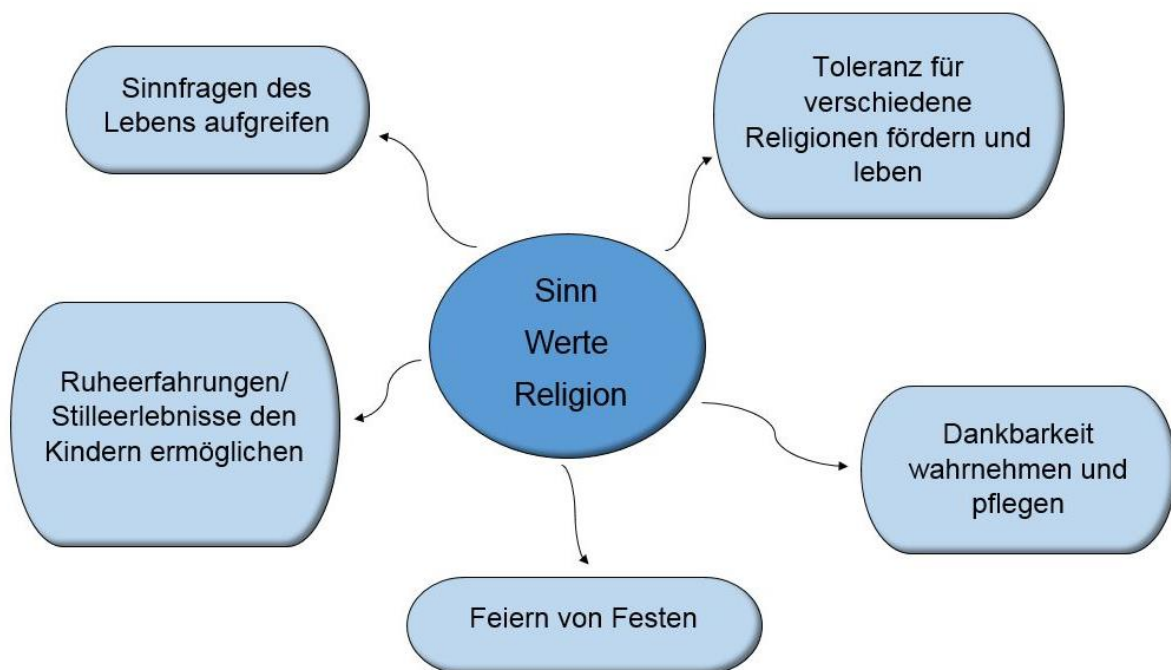 Sinnfragen des
Lebens aufgreifen
Toleranz für
verschiedene
Religionen fördern und
leben
Sinn
Werte
Religion
Ruheerfahrungen/
Stilleerlebnisse den
Kindern ermöglichen
Dankbarkeit
wahrnehmen und
pflegen
Feiern von Festen